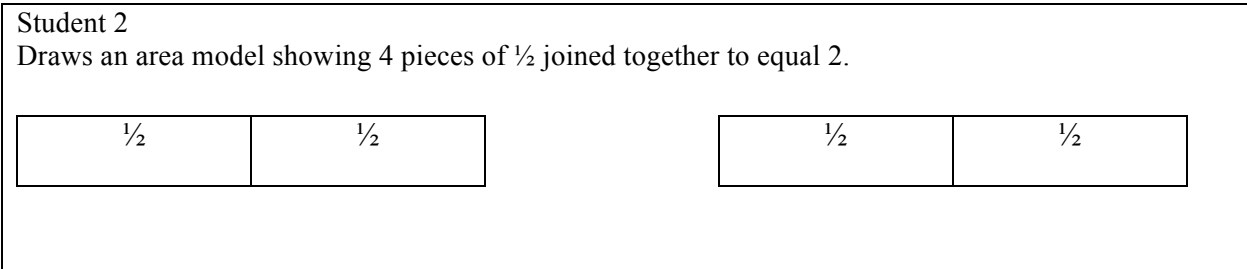 Student 2
Draws an area model showing 4 pieces of ½ joined together to equal 2.
½ ½ ½ ½